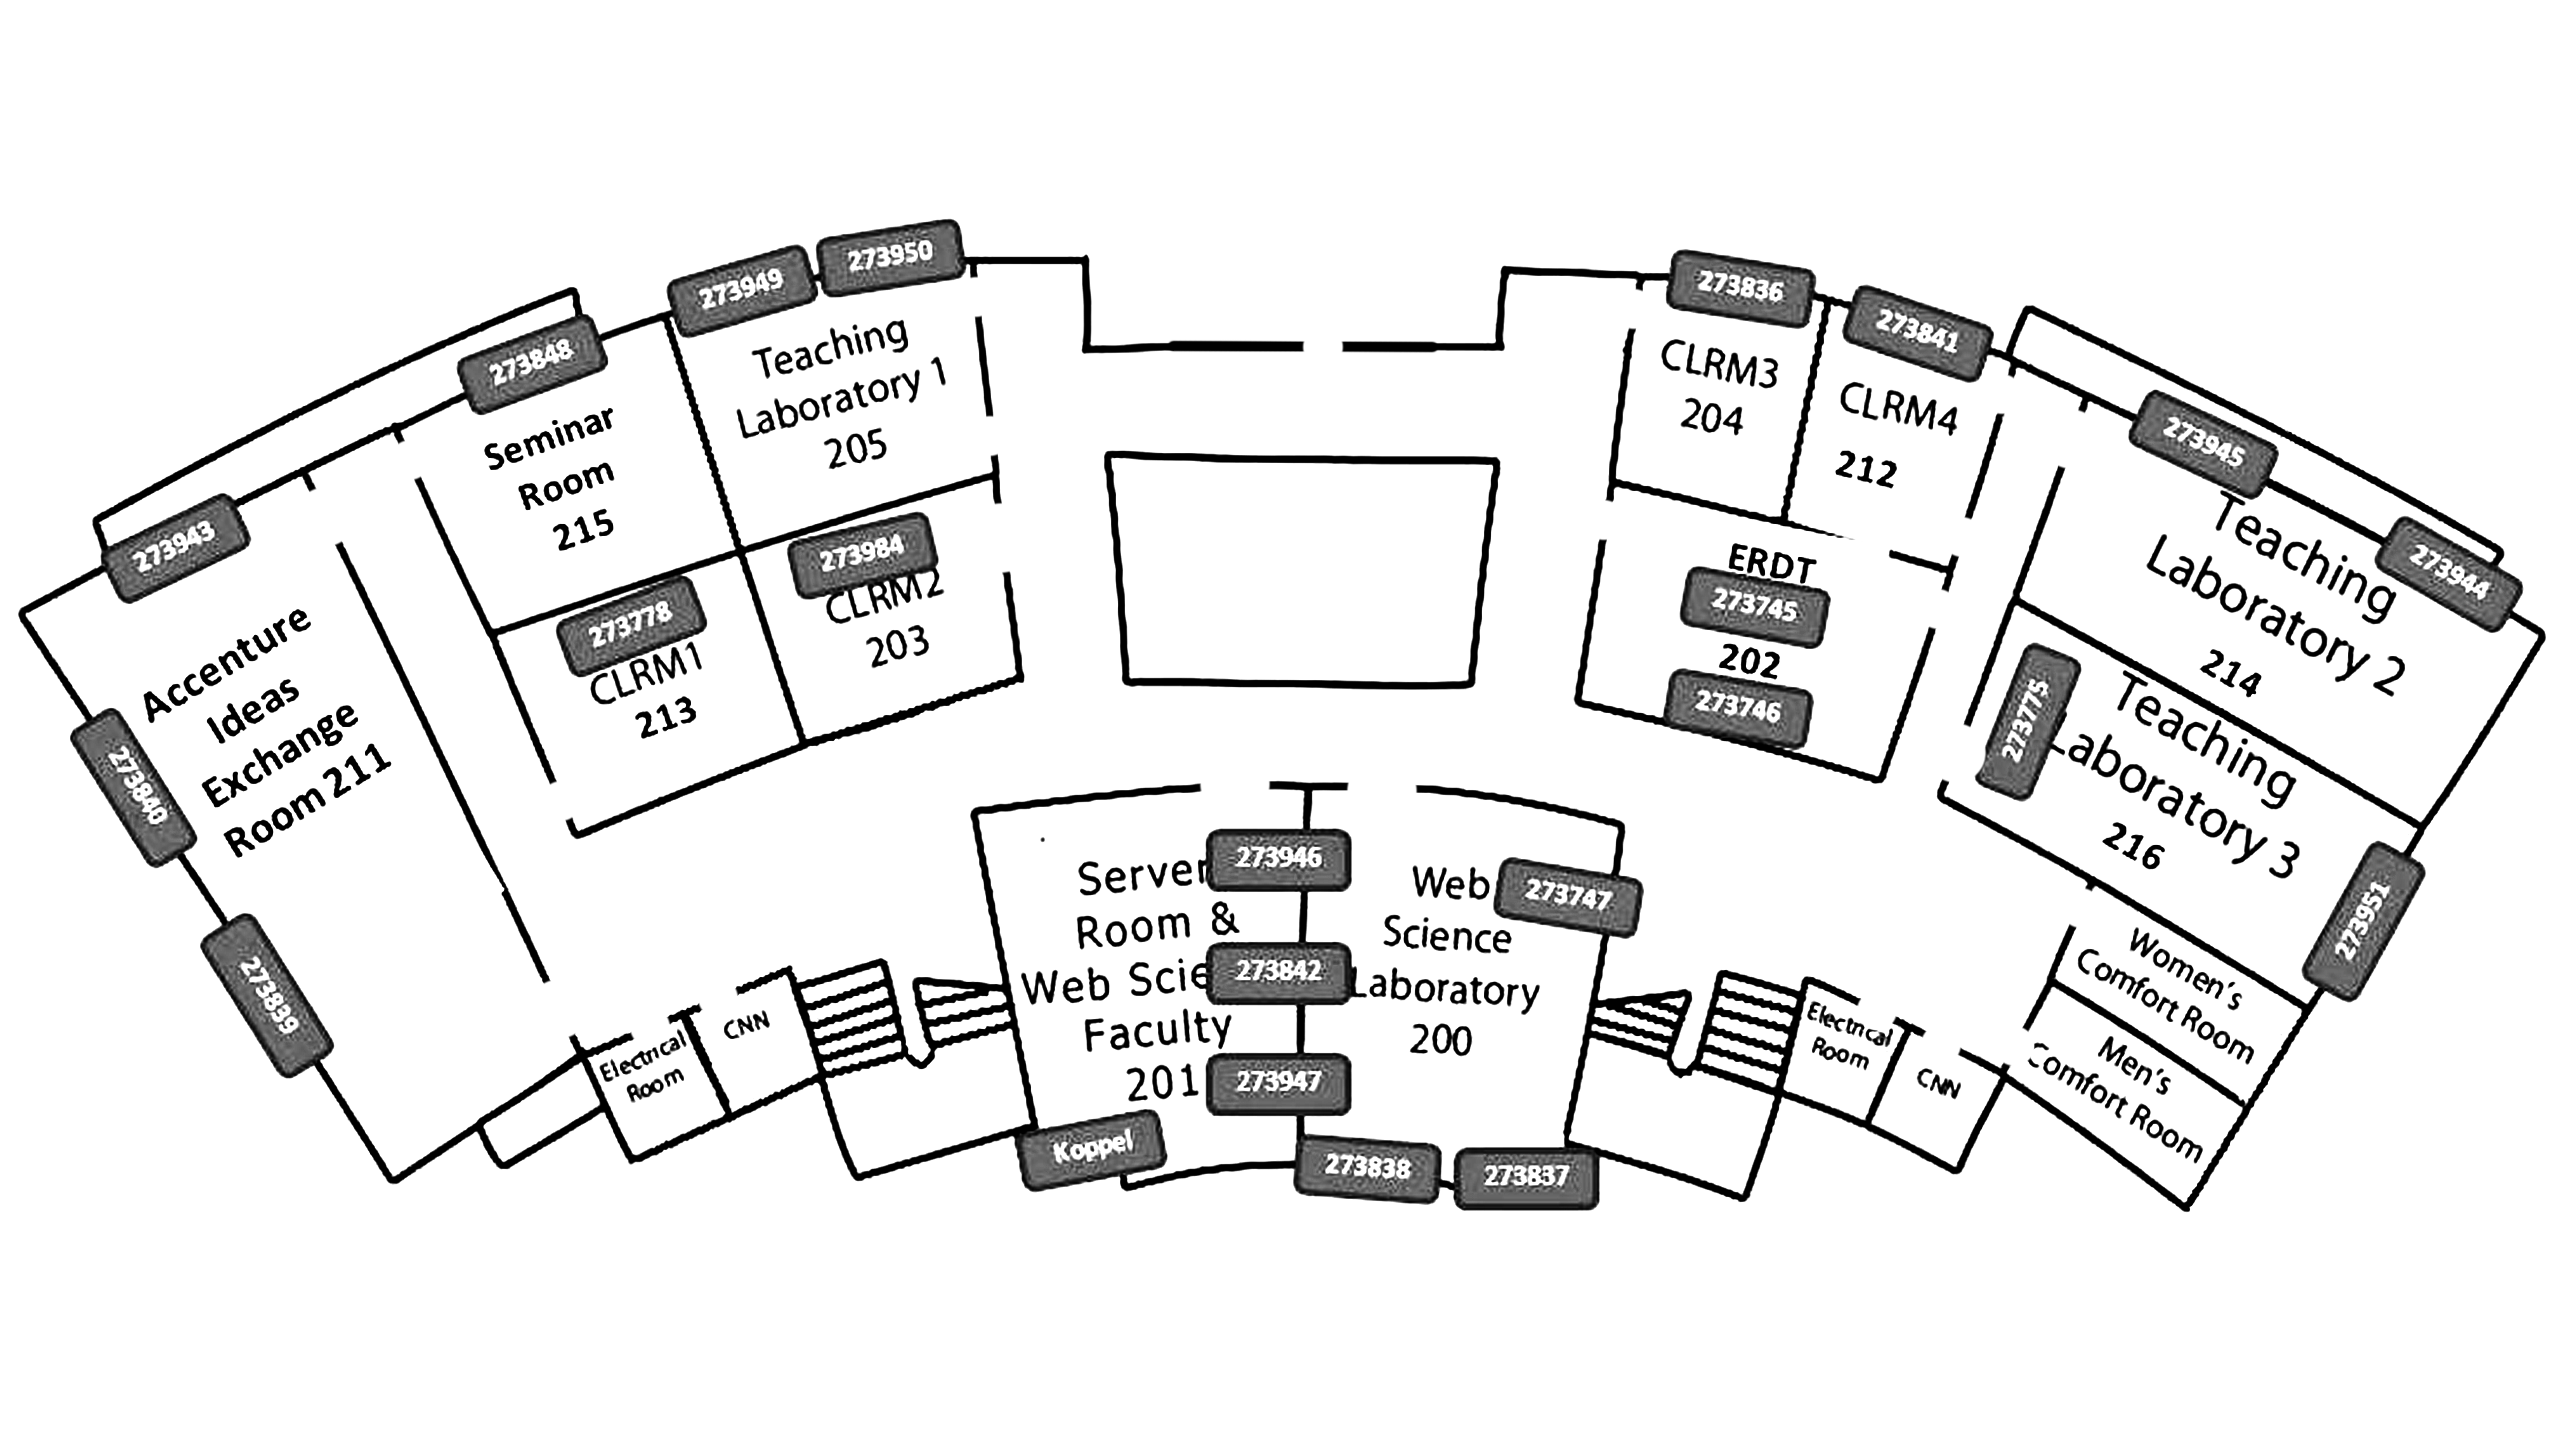 273950
273949
273848
273943
Teaching
Laboratory 1
205
Seminar
Room
215
273984
CLRM2
203
273778
CLRM1
213
Accenture
Ideas
Exchange
Room 211
273840
273839
Electrical
Room
CNN
273836
273841
CLRM3
204
CLRM4
212
ERDT
273745
202
273746
273945
273944
Teaching
Laboratory 2
214
273775
Teaching
Laboratory 3
216
273951
Women's
Comfort Room
Men's
Comfort Room
Server
Room &
Web Scie
Faculty
201
273946
273842
273947
Koppel
Web
Science
Laboratory
200
273747
273838
273837
Electrical
Room
CNN